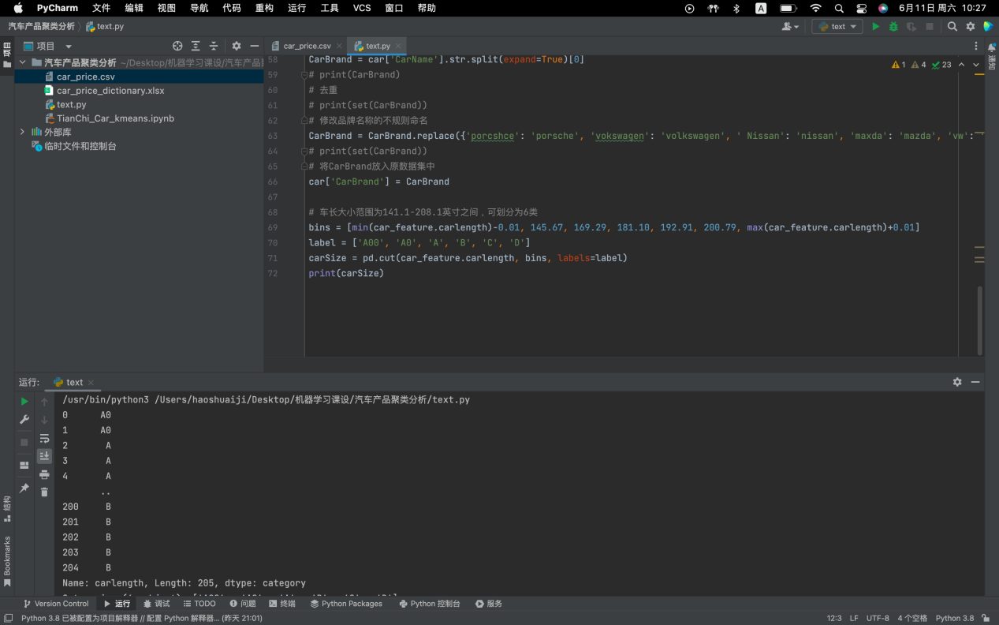 PyCharm 文件 编辑 视图 导航 代码 重构 运行 工具 VCS 窗口 帮助 A 6月11日 周六 10:27
汽车产品聚类分析 text.py text
项目
项目
car_price.csv text.py
汽车产品聚类分析 ~/Desktop/机器学习课设/汽车产品
car_price.csv
car_price_dictionary.xlsx
text.py
TianChi_Car_kmeans.ipynb
外部库
临时文件和控制台
通知
1 4 23
58 CarBrand = car['CarName'].str.split(expand=True)[0]
59 # print(CarBrand)
60 # 去重
61 # print(set(CarBrand))
62 # 修改品牌名称的不规则命名
63 CarBrand = CarBrand.replace({'porcshce': 'porsche', 'vokswagen': 'volkswagen', ' Nissan': 'nissan', 'maxda': 'mazda', 'vw': '
64 # print(set(CarBrand))
65 # 将CarBrand放入原数据集中
66 car['CarBrand'] = CarBrand
67
68 # 车长大小范围为141.1-208.1英寸之间，可划分为6类
69 bins = [min(car_feature.carlength)-0.01, 145.67, 169.29, 181.10, 192.91, 200.79, max(car_feature.carlength)+0.01]
70 label = ['A00', 'A0', 'A', 'B', 'C', 'D']
71 carSize = pd.cut(car_feature.carlength, bins, labels=label)
72 print(carSize)
运行: text
/usr/bin/python3 /Users/haoshuaiji/Desktop/机器学习课设/汽车产品聚类分析/text.py
0 A0
1 A0
2 A
3 A
4 A
..
200 B
201 B
202 B
203 B
204 B
Name: carlength, Length: 205, dtype: category
结构
Bookmarks
Version Control 运行 调试 TODO 问题 终端 Python Packages Python 控制台 服务
Python 3.8 已被配置为项目解释器 // 配置 Python 解释器... (昨天 21:01) 12:3 LF UTF-8 4 个空格 Python 3.8